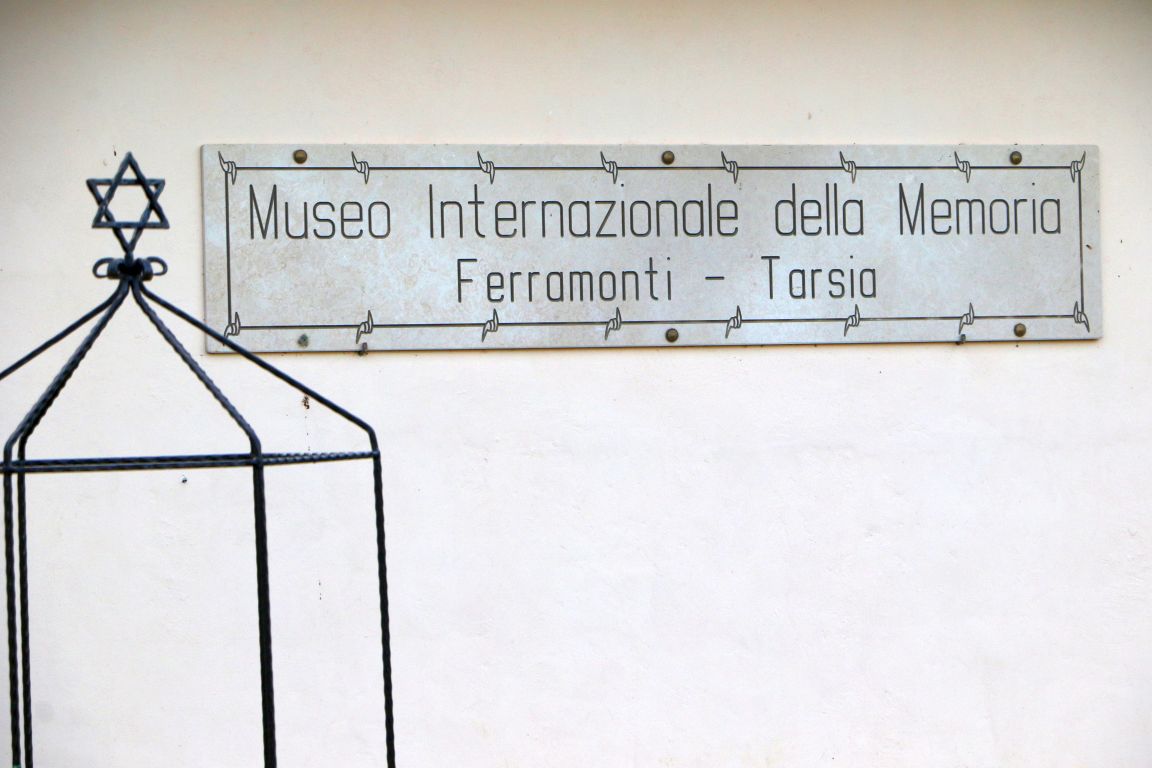 Museo Internazionale della Memoria
Ferramonti - Tarsia